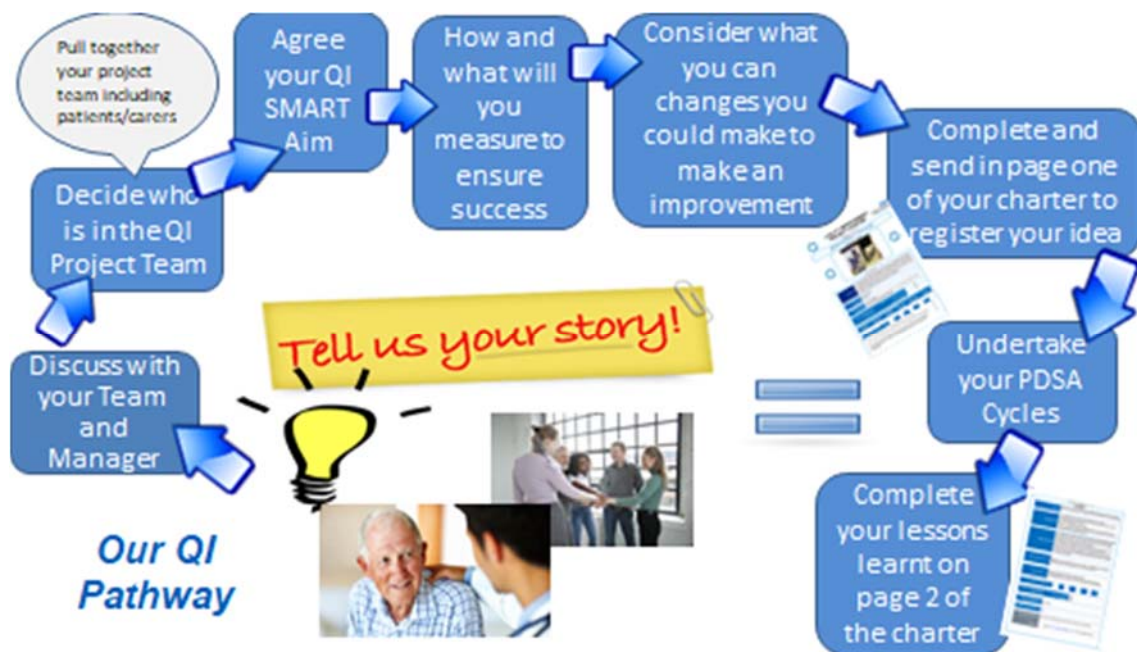 Pull together
your project
team including
patients/carers
Decide who
is in the QI
Project Team
Agree
your QI
SMART
Aim
How and
what will
you
measure to
ensure
success
Consider what
you can
changes you
could make to
make an
improvement
Complete and
send in page one
of your charter to
register your idea
Undertake
your PDSA
Cycles
Complete
your lessons
learnt on
page 2 of
the charter
Tell us your story!
Discuss with
your Team
and
Manager
Our QI
Pathway